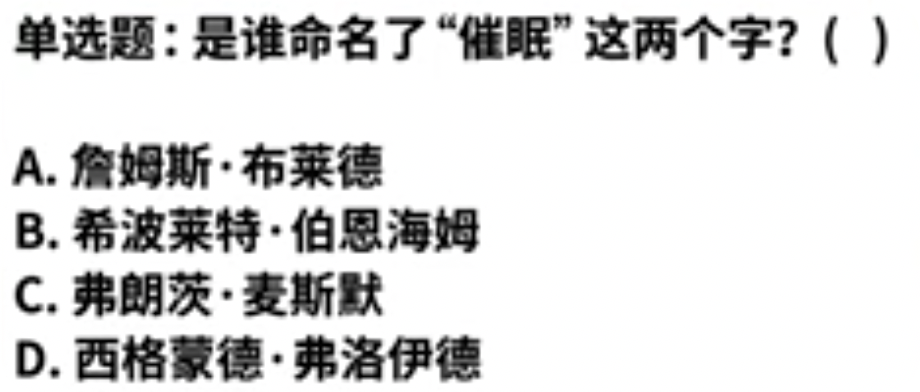 单选题：是谁命名了“催眠”这两个字？（ ）
A. 詹姆斯·布莱德
B. 希波莱特·伯恩海姆
C. 弗朗茨·麦斯默
D. 西格蒙德·弗洛伊德